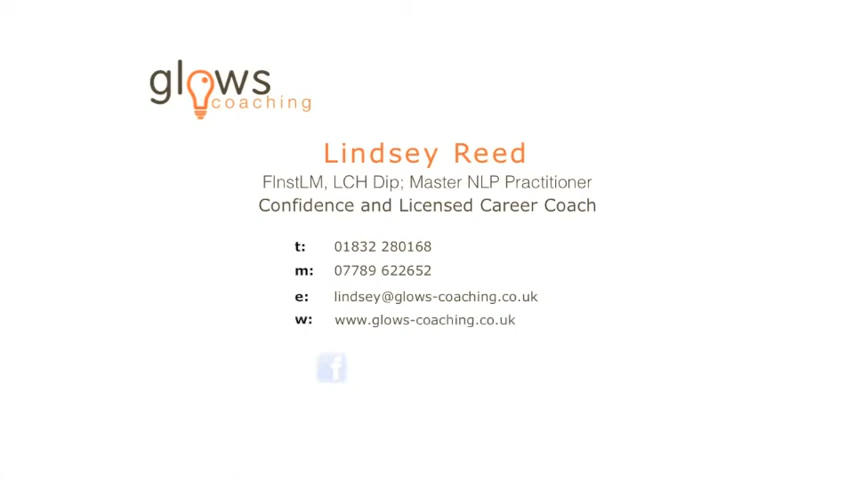 glows
coaching
Lindsey Reed
FInstLM, LCH Dip; Master NLP Practitioner
Confidence and Licensed Career Coach
t: 01832 280168
m: 07789 622652
e: lindsey@glows-coaching.co.uk
w: www.glows-coaching.co.uk
f